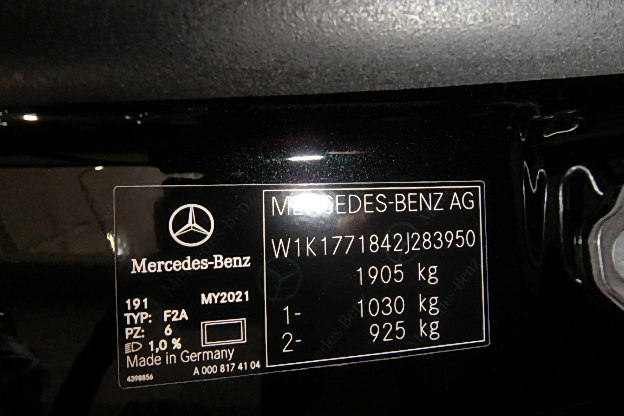 MERCEDES-BENZ AG
W1K1771842J283950
1905 kg
1- 1030 kg
2- 925 kg
Mercedes-Benz
191 MY2021
TYP: F2A
PZ: 6
1,0 %
Made in Germany
4398856 A 000 817 41 04